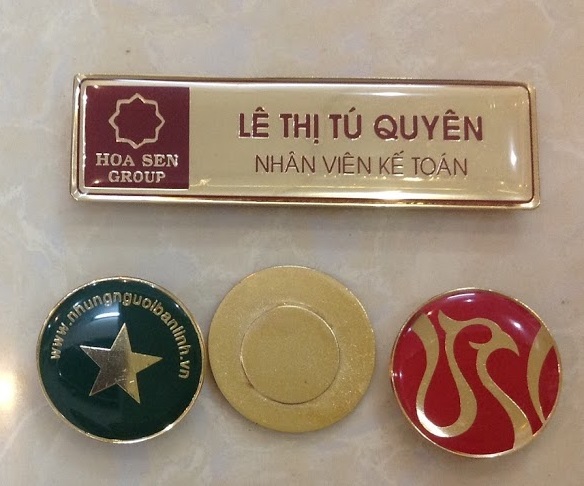 HOA SEN
GROUP
LÊ THỊ TÚ QUYÊN
NHÂN VIÊN KẾ TOÁN
www.nhungnguoibanlinh.vn